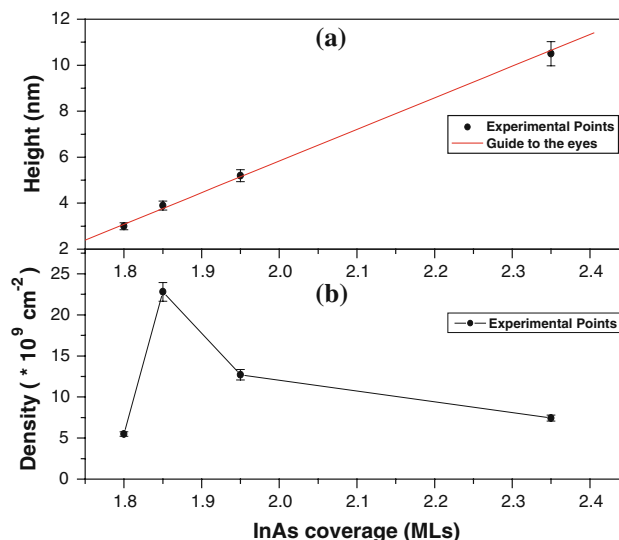 (a)
Height (nm)
12
10
8
6
4
2
Experimental Points
Guide to the eyes
1.8 1.9 2.0 2.1 2.2 2.3 2.4
(b)
Density ( * 10⁹ cm⁻²)
25
20
15
10
5
0
Experimental Points
1.8 1.9 2.0 2.1 2.2 2.3 2.4
InAs coverage (MLs)